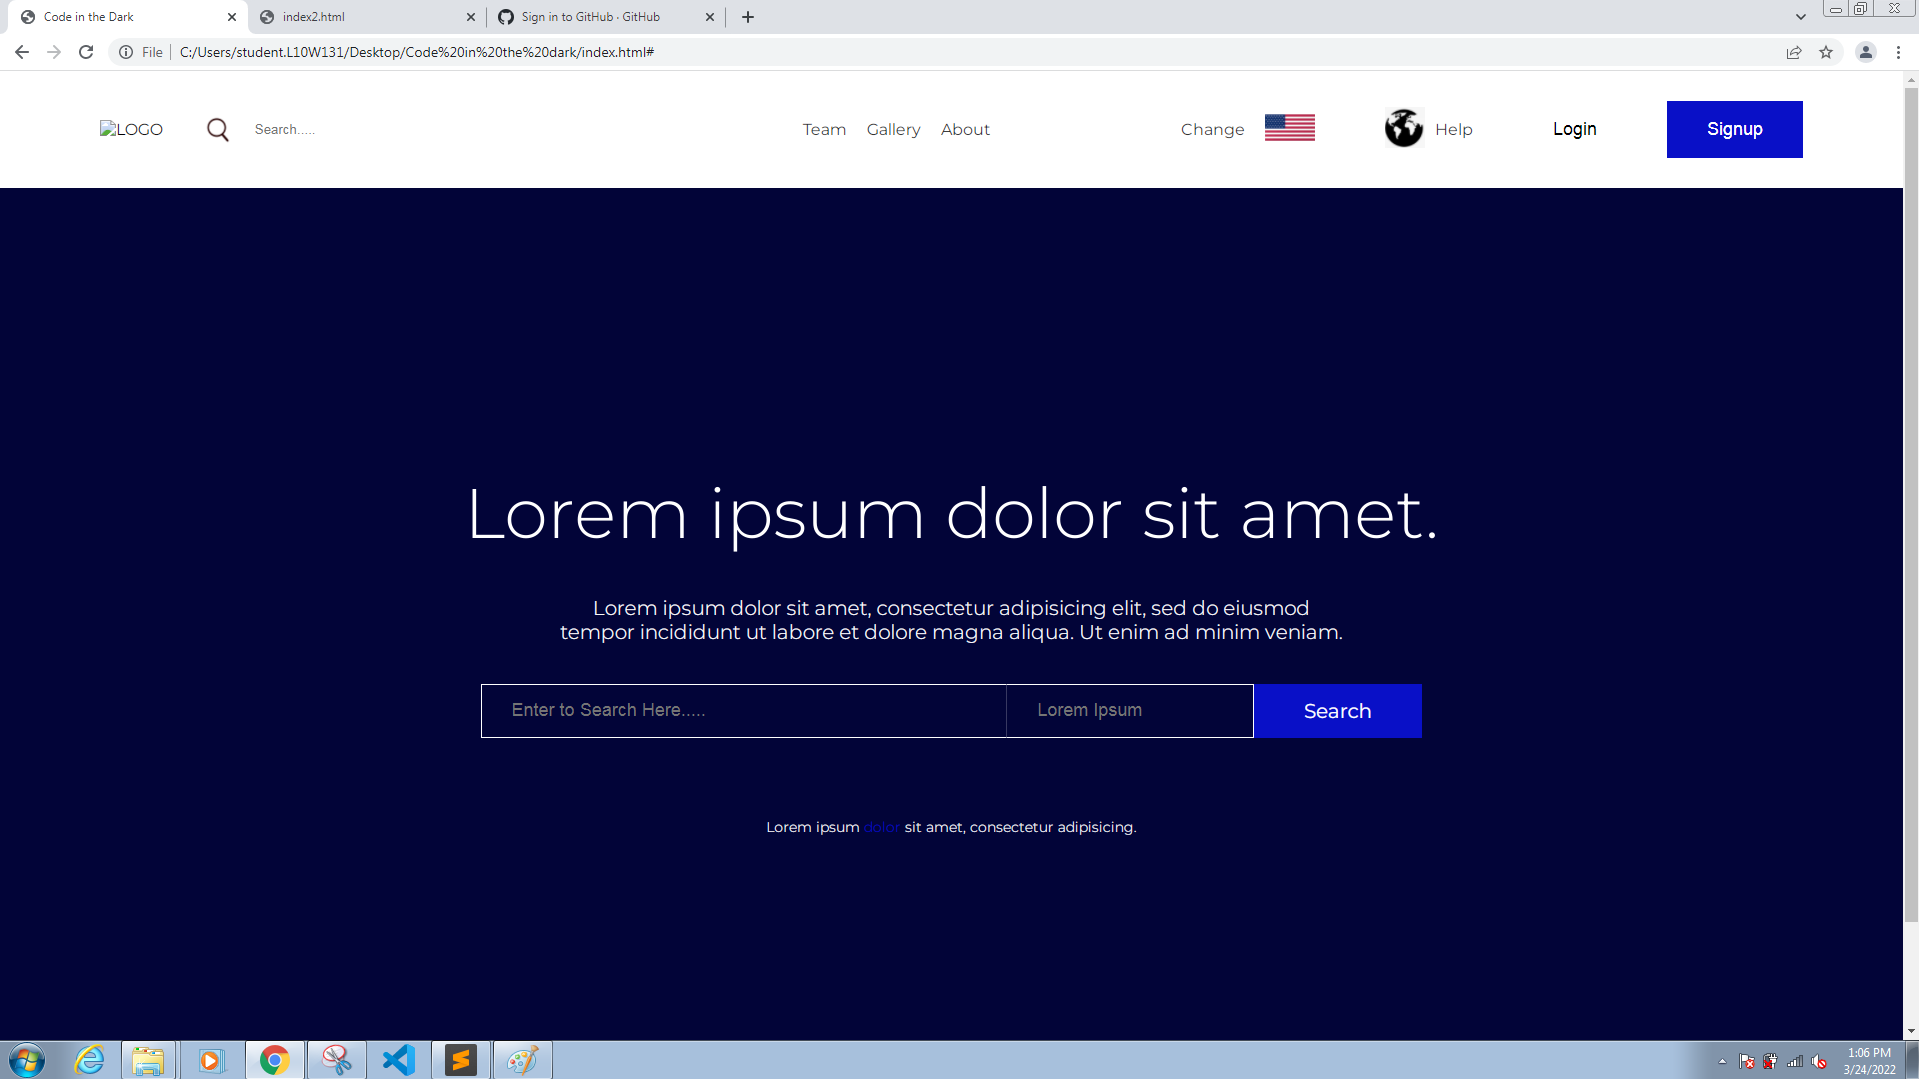 Code in the Dark
index2.html
Sign in to GitHub · GitHub
File
C:/Users/student.L10W131/Desktop/Code%20in%20the%20dark/index.html#
LOGO
Search.....
Team
Gallery
About
Change
Help
Login
Signup
Lorem ipsum dolor sit amet.
Lorem ipsum dolor sit amet, consectetur adipisicing elit, sed do eiusmod
tempor incididunt ut labore et dolore magna aliqua. Ut enim ad minim veniam.
Enter to Search Here.....
Lorem Ipsum
Search
Lorem ipsum dolor sit amet, consectetur adipisicing.
1:06 PM
3/24/2022